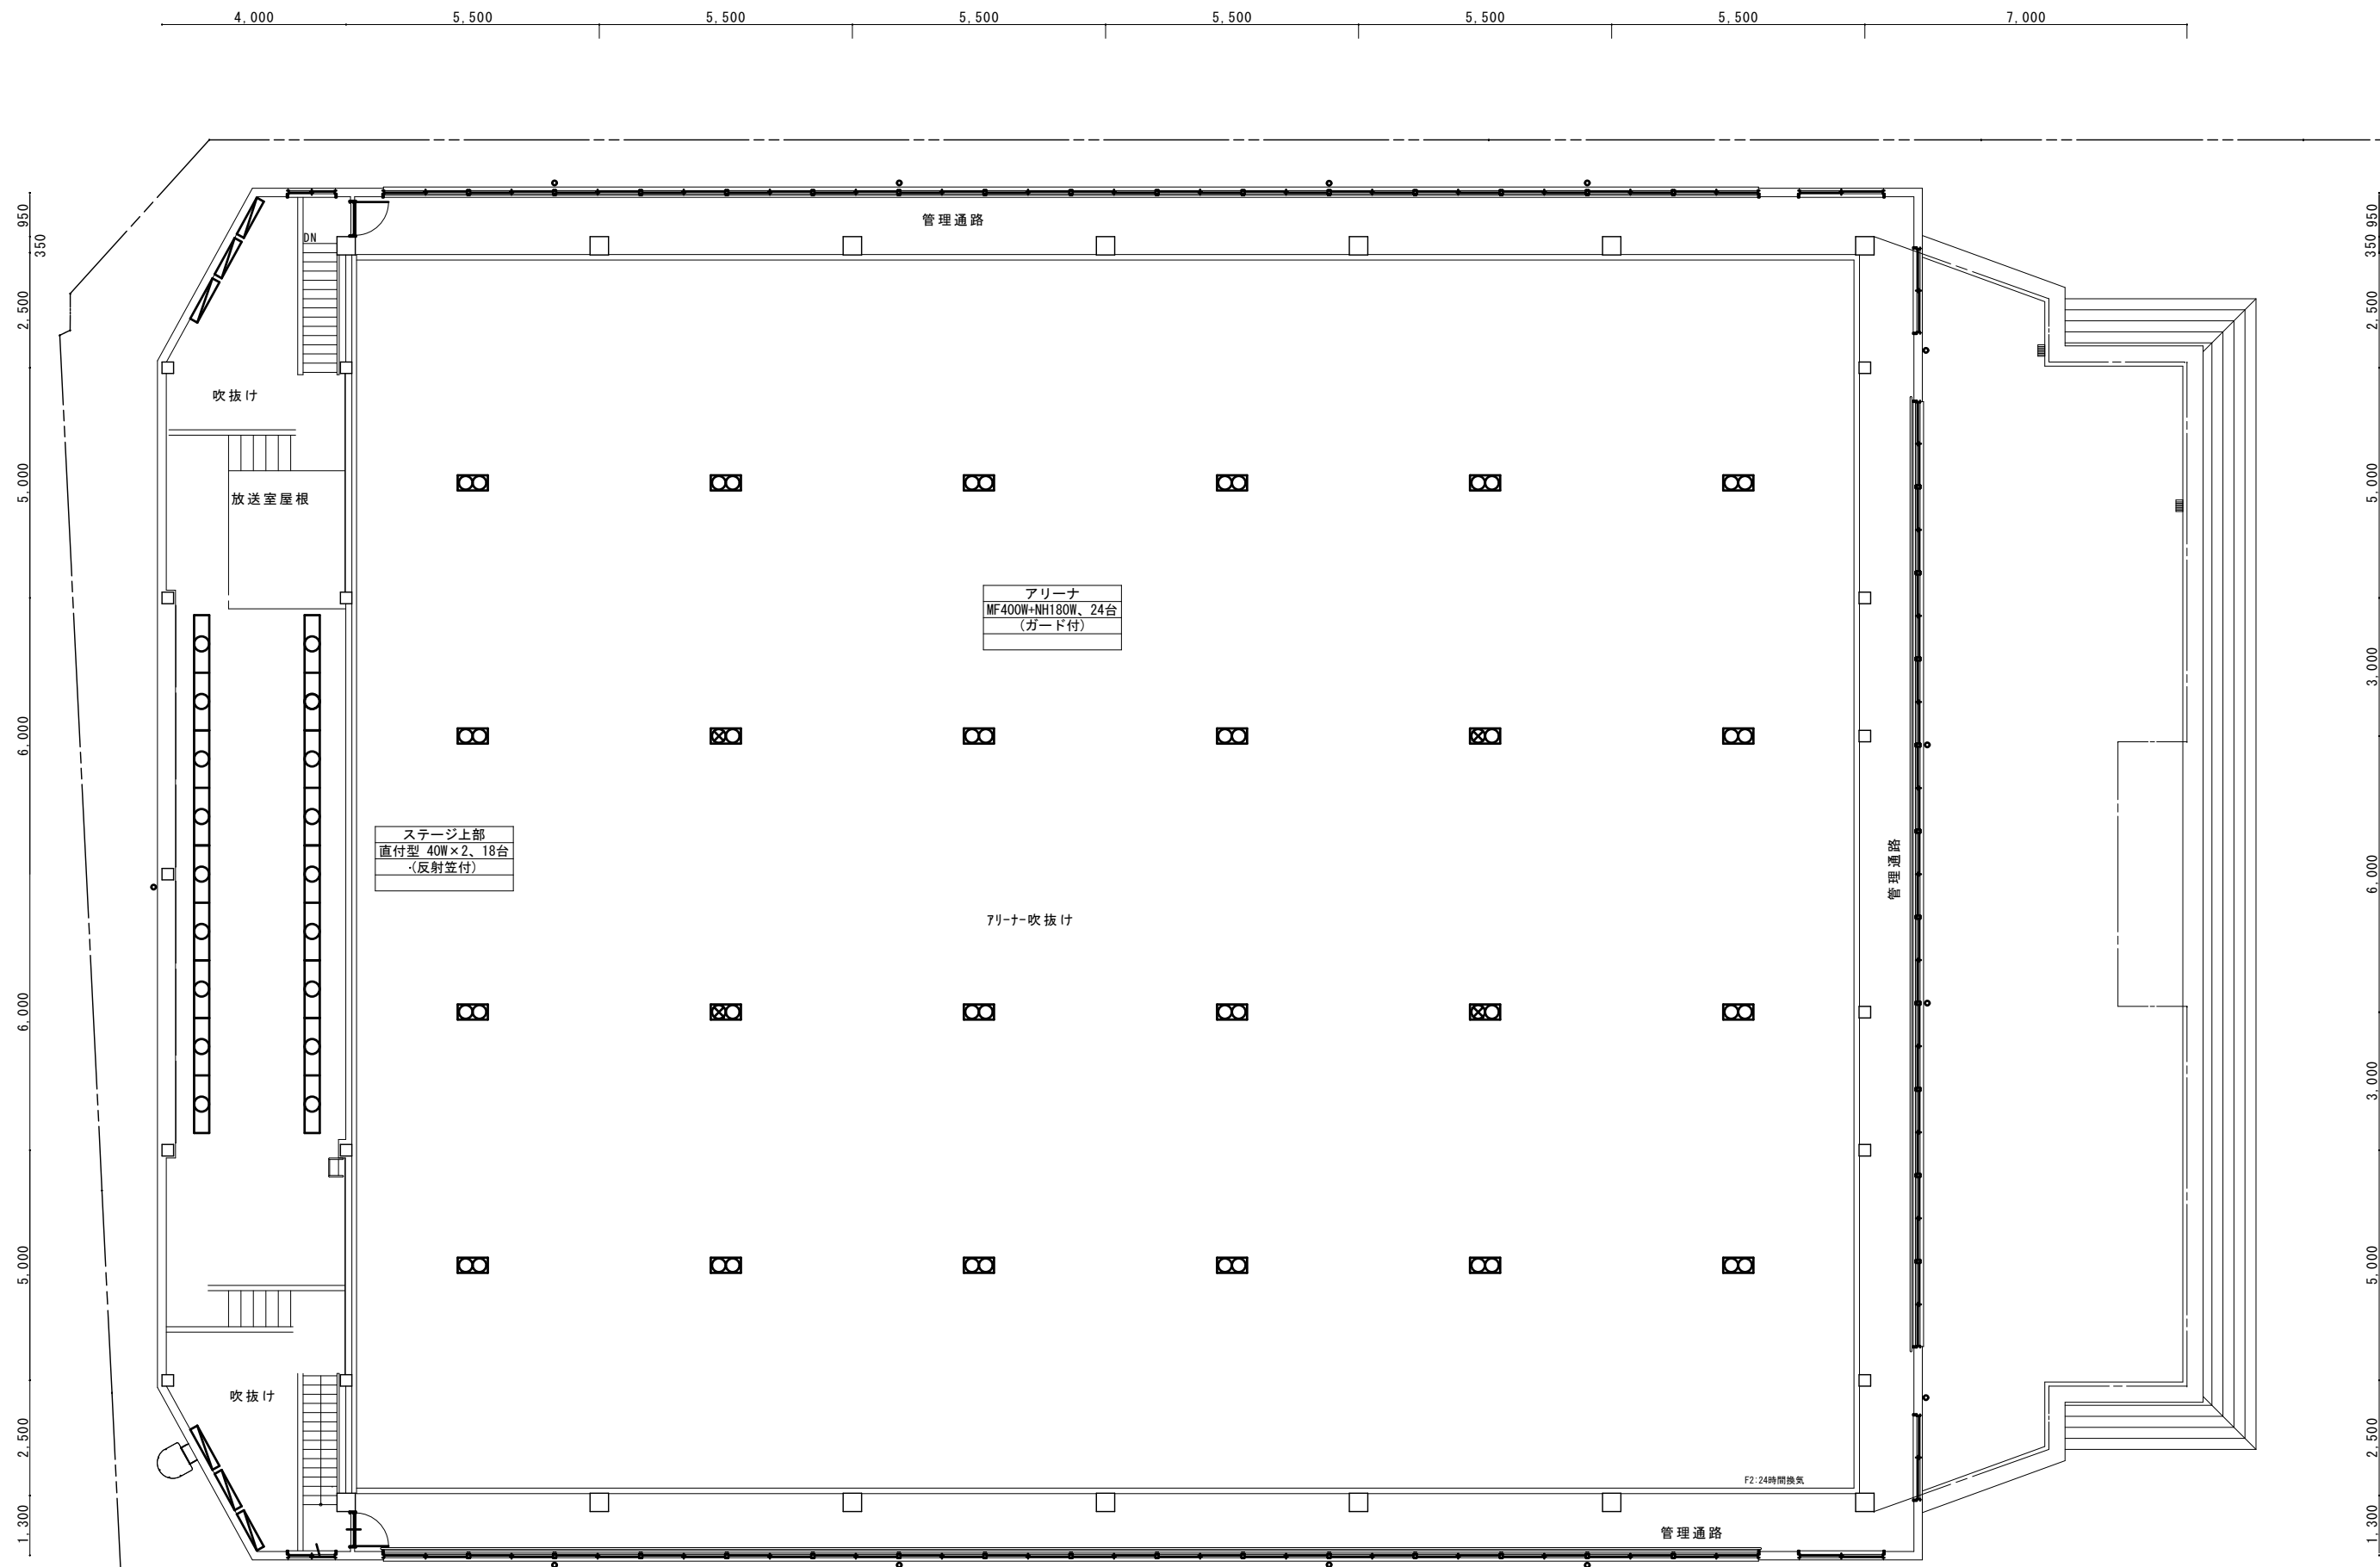 4,000 5,500 5,500 5,500 5,500 5,500 5,500 7,000
950
350
2,500
5,000
6,000
6,000
5,000
2,500
1,300
管理通路
DN
吹抜け
放送室屋根
アリーナ
MF400W+NH180W、24台
(ガード付)
ステージ上部
直付型 40W×2、18台
(反射笠付)
ｱﾘｰﾅｰ吹抜け
管理通路
吹抜け
F2:24時間換気
管理通路
950
350
2,500
5,000
3,000
6,000
3,000
5,000
2,500
1,300